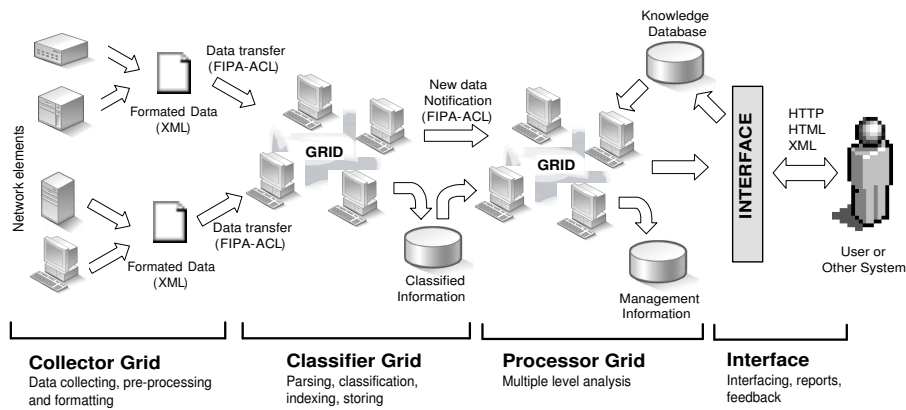 Network elements
Formated Data
(XML)
Data transfer
(FIPA-ACL)
Formated Data
(XML)
Data transfer
(FIPA-ACL)
GRID
New data
Notification
(FIPA-ACL)
Classified
Information
GRID
Knowledge
Database
Management
Information
INTERFACE
HTTP
HTML
XML
User or
Other System
Collector Grid
Data collecting, pre-processing
and formatting
Classifier Grid
Parsing, classification,
indexing, storing
Processor Grid
Multiple level analysis
Interface
Interfacing, reports,
feedback